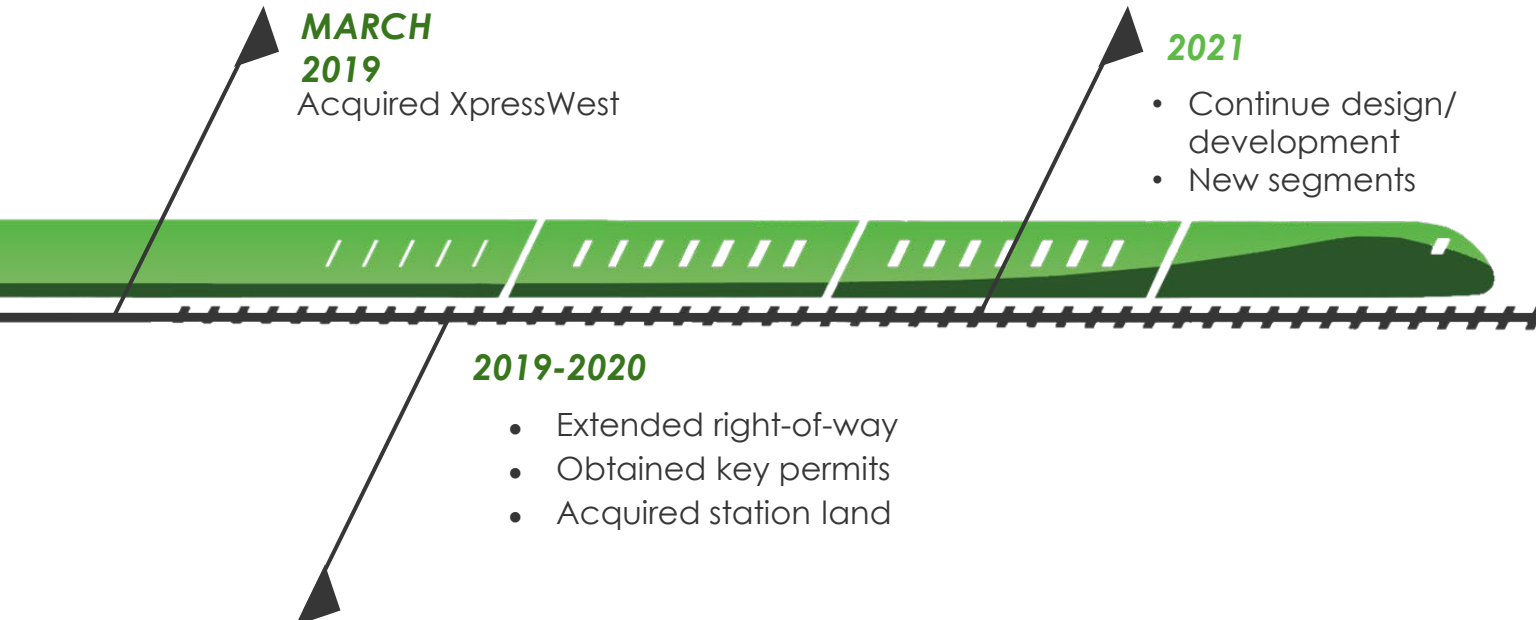 MARCH
2019
Acquired XpressWest
2021
• Continue design/
development
• New segments
2019-2020
• Extended right-of-way
• Obtained key permits
• Acquired station land